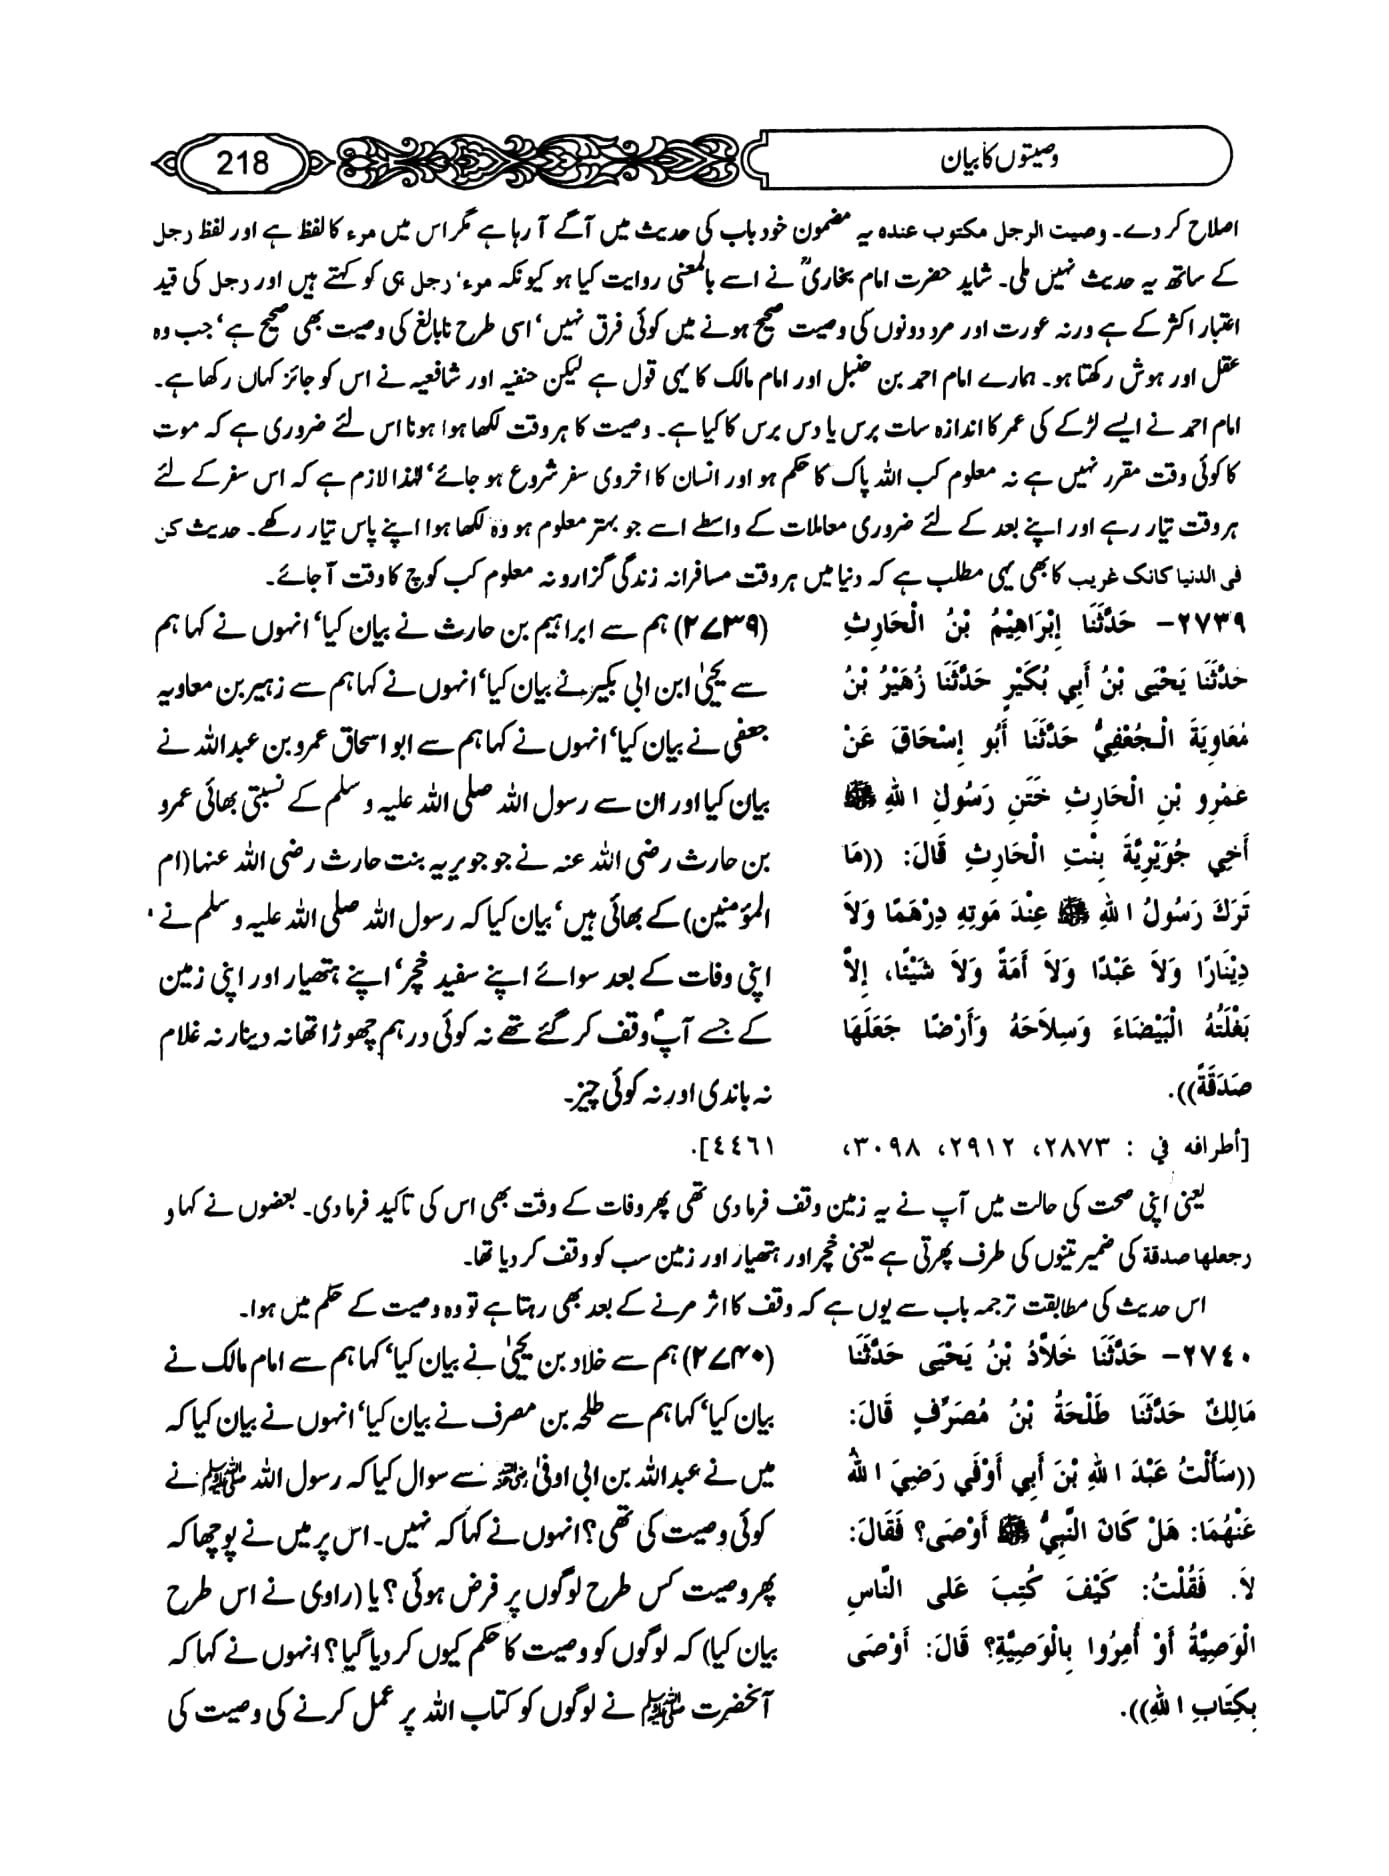 218
وصیتوں کا بیان
اصلاح کر دے۔ وصیت الرجل مکتوب عندہ یہ مضمون خود باب کی حدیث میں آگے آ رہا ہے مگر اس میں مرء کا لفظ ہے اور لفظ رجل
کے ساتھ یہ حدیث نہیں ملی۔ شاید حضرت امام بخاریؒ نے اسے بالمعنی روایت کیا ہو کیونکہ مرء‘ رجل ہی کو کہتے ہیں اور رجل کی قید
اعتبار اکثر کے ہے ورنہ عورت اور مرد دونوں کی وصیت صحیح ہونے میں کوئی فرق نہیں‘ اسی طرح نابالغ کی وصیت بھی صحیح ہے‘ جب وہ
عقل اور ہوش رکھتا ہو۔ ہمارے امام احمد بن حنبل اور امام مالک کا یہی قول ہے لیکن حنفیہ اور شافعیہ نے اس کو جائز کہاں رکھا ہے۔
امام احمد نے ایسے لڑکے کی عمر کا اندازہ سات برس یا دس برس کا کیا ہے۔ وصیت کا ہر وقت لکھا ہوا ہونا اس لئے ضروری ہے کہ موت
کا کوئی وقت مقرر نہیں ہے نہ معلوم کب اللہ پاک کا حکم ہو اور انسان کا اخروی سفر شروع ہو جائے‘ لہٰذا لازم ہے کہ اس سفر کے لئے
ہر وقت تیار رہے اور اپنے بعد کے لئے ضروری معاملات کے واسطے اسے جو بہتر معلوم ہو وہ لکھا ہوا اپنے پاس تیار رکھے۔ حدیث کن
فی الدنیا کانک غریب کا بھی یہی مطلب ہے کہ دنیا میں ہر وقت مسافرانہ زندگی گزارو نہ معلوم کب کوچ کا وقت آ جائے۔
٢٧٣٩- حَدَّثَنَا إِبْرَاهِيْمُ بْنُ الْحَارِثِ
حَدَّثَنَا يَحْيَى بْنُ أَبِي بُكَيْرٍ حَدَّثَنَا زُهَيْرُ بْنُ
مُعَاوِيَةَ الْجُعْفِيُّ حَدَّثَنَا أَبُو إِسْحَاقَ عَنْ
عَمْرِو بْنِ الْحَارِثِ خَتَنِ رَسُولِ اللهِ ﷺ
أَخِي جُوَيْرِيَّةَ بِنْتِ الْحَارِثِ قَالَ: ((مَا
تَرَكَ رَسُولُ اللهِ ﷺ عِنْدَ مَوتِهِ دِرْهَمًا وَلاَ
دِيْنَارًا وَلاَ عَبْدًا وَلاَ أَمَةً وَلاَ شَيْئًا، إِلاَّ
بَغْلَتُهُ الْبَيْضَاءَ وَسِلاَحَهُ وَأَرْضًا جَعَلَهَا
صَدَقَةً)).
(۲۷۳۹) ہم سے ابراہیم بن حارث نے بیان کیا‘ انہوں نے کہا ہم
سے یحییٰ ابن ابی بکیر نے بیان کیا‘ انہوں نے کہا ہم سے زہیر بن معاویہ
جعفی نے بیان کیا‘ انہوں نے کہا ہم سے ابو اسحاق عمرو بن عبداللہ نے
بیان کیا اور ان سے رسول اللہ صلی اللہ علیہ وسلم کے نسبتی بھائی عمرو
بن حارث رضی اللہ عنہ نے جو جویریہ بنت حارث رضی اللہ عنہا (ام
المؤمنین) کے بھائی ہیں‘ بیان کیا کہ رسول اللہ صلی اللہ علیہ وسلم نے
اپنی وفات کے بعد سوائے اپنے سفید خچر‘ اپنے ہتھیار اور اپنی زمین
کے جسے آپؐ وقف کر گئے تھے نہ کوئی درہم چھوڑا تھا نہ دینار نہ غلام
نہ باندی اور نہ کوئی چیز۔
[أطرافه في : ٢٨٧٣، ٢٩١٢، ٣٠٩٨، ٤٤٦١].
یعنی اپنی صحت کی حالت میں آپ نے یہ زمین وقف فرما دی تھی پھر وفات کے وقت بھی اس کی تاکید فرما دی۔ بعضوں نے کہا و
رجعلہا صدقة کی ضمیر تینوں کی طرف پھرتی ہے یعنی خچر اور ہتھیار اور زمین سب کو وقف کر دیا تھا۔
اس حدیث کی مطابقت ترجمہ باب سے یوں ہے کہ وقف کا اثر مرنے کے بعد بھی رہتا ہے تو وہ وصیت کے حکم میں ہوا۔
٢٧٤٠- حَدَّثَنَا خَلاَّدُ بْنُ يَحْيَى حَدَّثَنَا
مَالِكٌ حَدَّثَنَا طَلْحَةُ بْنُ مُصَرِّفٍ قَالَ:
((سَأَلْتُ عَبْدَ اللهِ بْنَ أَبِي أَوْفَى رَضِيَ اللهُ
عَنْهُمَا: هَلْ كَانَ النَّبِيُّ ﷺ أَوْصَى؟ فَقَالَ:
لاَ. فَقُلْتُ: كَيْفَ كُتِبَ عَلَى النَّاسِ
الْوَصِيَّةُ أَوْ أُمِرُوا بِالْوَصِيَّةِ؟ قَالَ: أَوْصَى
بِكِتَابِ اللهِ)).
(۲۷۴۰) ہم سے خلاد بن یحییٰ نے بیان کیا‘ کہا ہم سے امام مالک نے
بیان کیا‘ کہا ہم سے طلحہ بن مصرف نے بیان کیا‘ انہوں نے بیان کیا کہ
میں نے عبداللہ بن ابی اوفیٰ رضی اللہ عنہ سے سوال کیا کہ رسول اللہ ﷺ نے
کوئی وصیت کی تھی؟ انہوں نے کہا کہ نہیں۔ اس پر میں نے پوچھا کہ
پھر وصیت کس طرح لوگوں پر فرض ہوئی؟ یا (راوی نے اس طرح
بیان کیا) کہ لوگوں کو وصیت کا حکم کیوں کر دیا گیا؟ انہوں نے کہا کہ
آنحضرت ﷺ نے لوگوں کو کتاب اللہ پر عمل کرنے کی وصیت کی